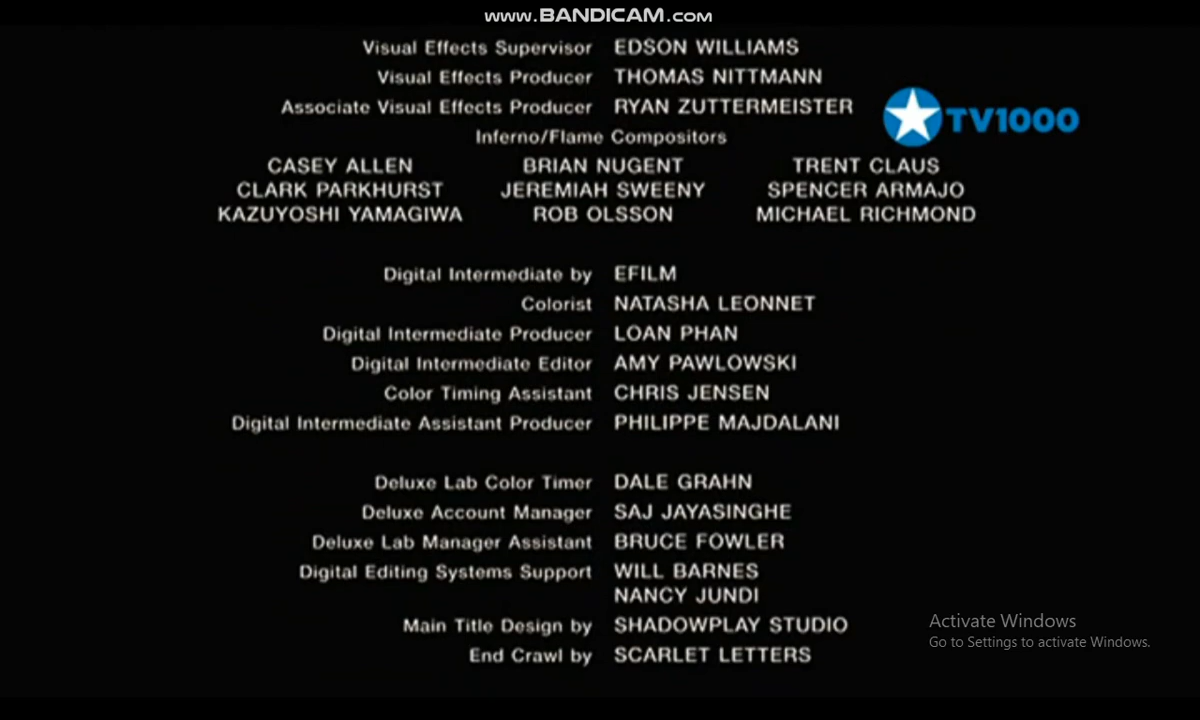 www.BANDICAM.com
Visual Effects Supervisor EDSON WILLIAMS
Visual Effects Producer THOMAS NITTMANN
Associate Visual Effects Producer RYAN ZUTTERMEISTER
TV1000
Inferno/Flame Compositors
CASEY ALLEN BRIAN NUGENT TRENT CLAUS
CLARK PARKHURST JEREMIAH SWEENY SPENCER ARMAJO
KAZUYOSHI YAMAGIWA ROB OLSSON MICHAEL RICHMOND
Digital Intermediate by EFILM
Colorist NATASHA LEONNET
Digital Intermediate Producer LOAN PHAN
Digital Intermediate Editor AMY PAWLOWSKI
Color Timing Assistant CHRIS JENSEN
Digital Intermediate Assistant Producer PHILIPPE MAJDALANI
Deluxe Lab Color Timer DALE GRAHN
Deluxe Account Manager SAJ JAYASINGHE
Deluxe Lab Manager Assistant BRUCE FOWLER
Digital Editing Systems Support WILL BARNES
NANCY JUNDI
Main Title Design by SHADOWPLAY STUDIO
End Crawl by SCARLET LETTERS
Activate Windows
Go to Settings to activate Windows.